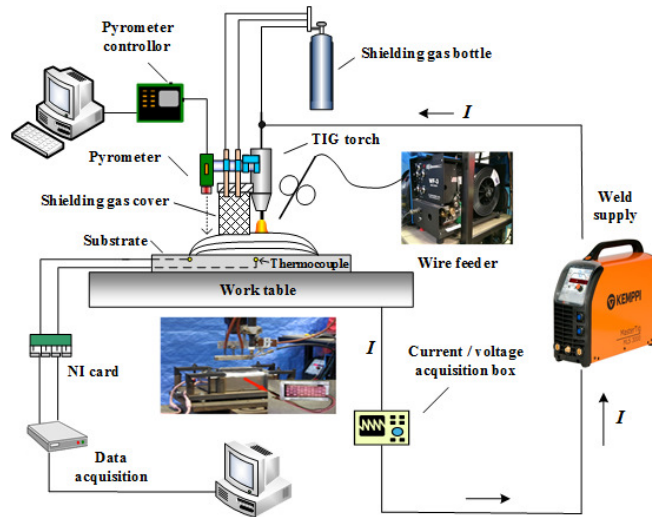 Pyrometer
controllor
Shielding gas bottle
I
TIG torch
Pyrometer
Shielding gas cover
Weld
supply
Substrate
Thermocouple
Wire feeder
Work table
KEMPPI
I
NI card
Current / voltage
acquisition box
I
Data
acquisition